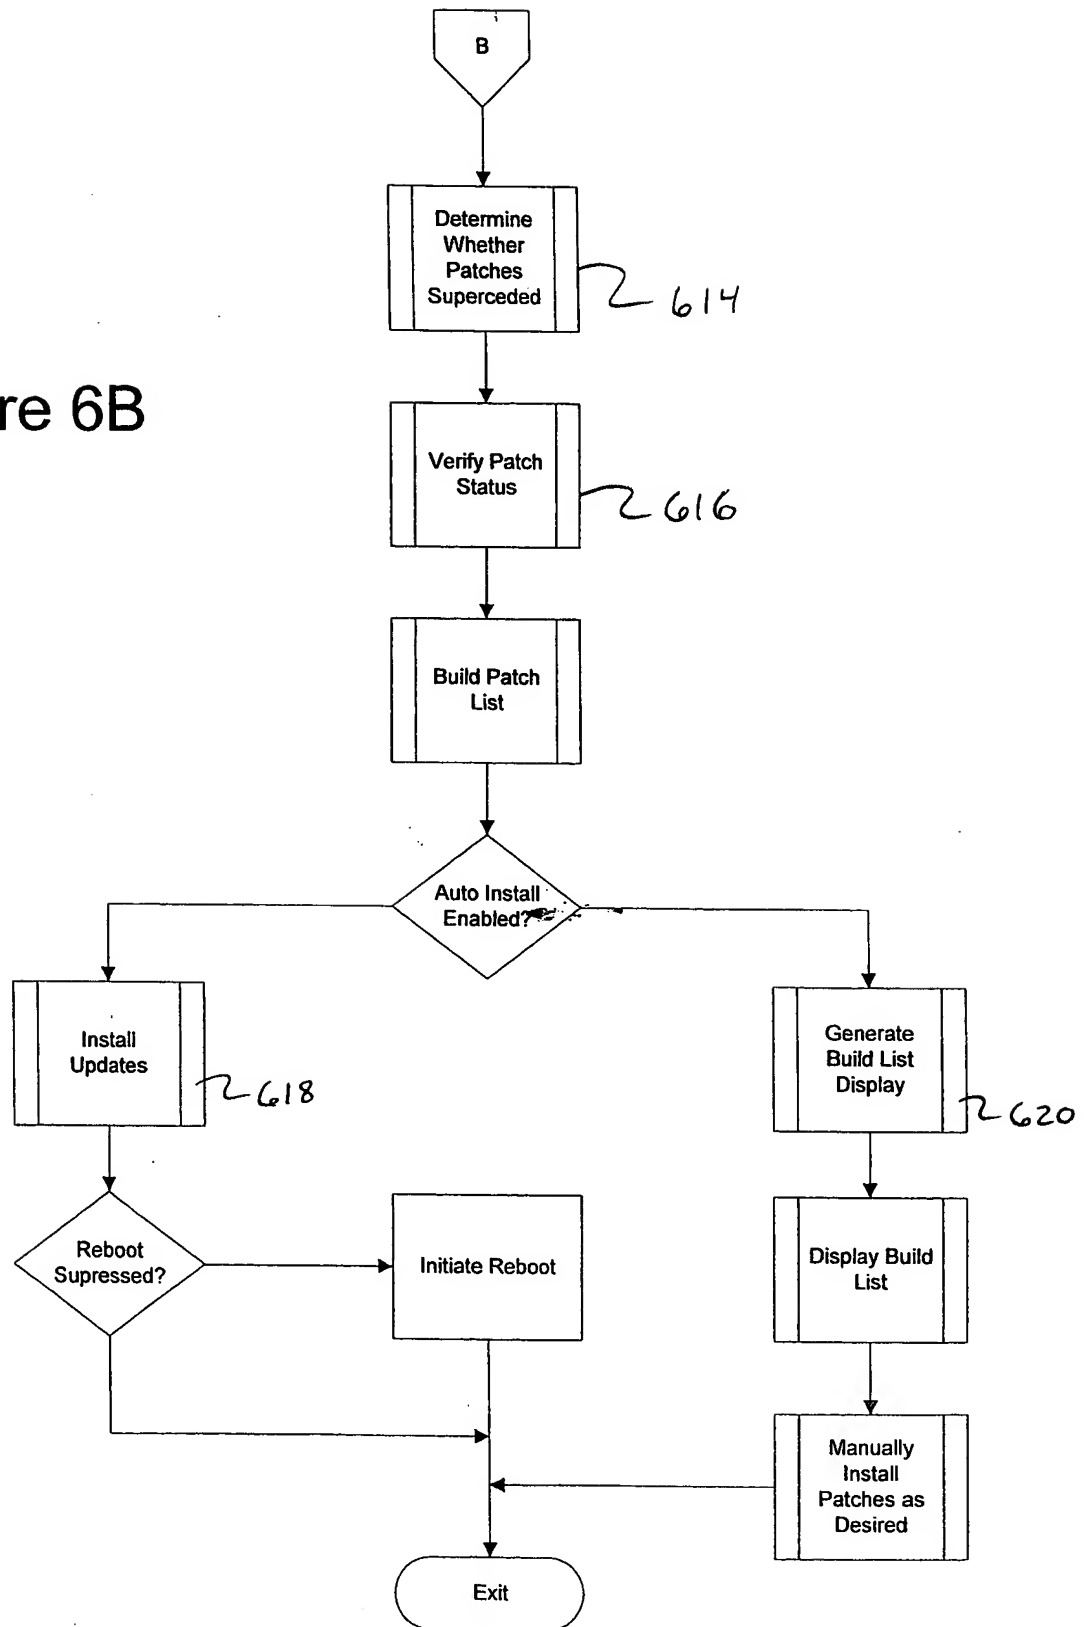 B
Determine
Whether
Patches
Superceded
614
re 6B
Verify Patch
Status
616
Build Patch
List
Auto Install
Enabled?
Install
Updates
618
Generate
Build List
Display
620
Reboot
Supressed?
Initiate Reboot
Display Build
List
Manually
Install
Patches as
Desired
Exit